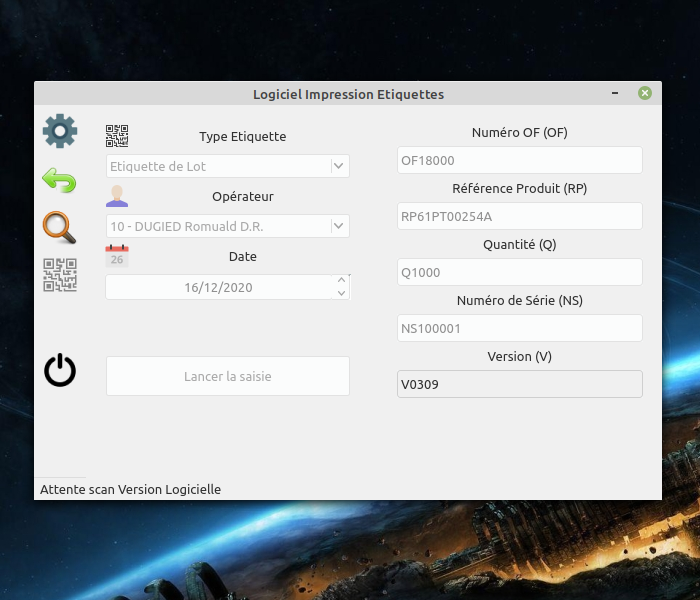 Logiciel Impression Etiquettes
Type Etiquette
Etiquette de Lot
Opérateur
10 - DUGIED Romuald D.R.
Date
26
16/12/2020
Lancer la saisie
Numéro OF (OF)
OF18000
Référence Produit (RP)
RP61PT00254A
Quantité (Q)
Q1000
Numéro de Série (NS)
NS100001
Version (V)
V0309
Attente scan Version Logicielle